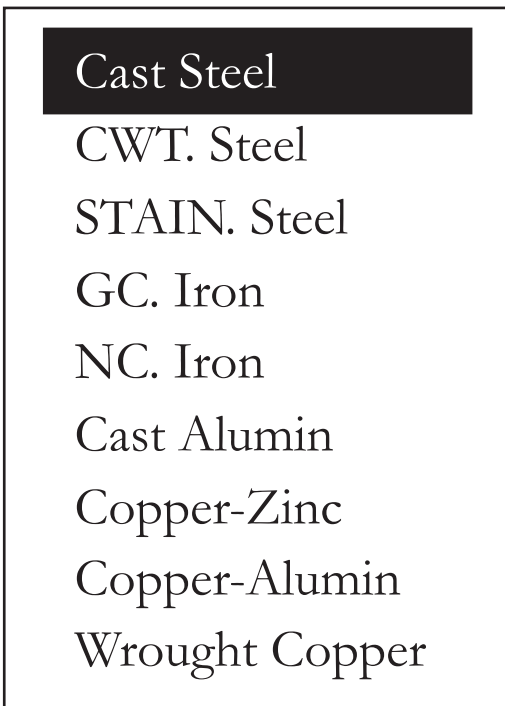 Cast Steel
CWT. Steel
STAIN. Steel
GC. Iron
NC. Iron
Cast Alumin
Copper-Zinc
Copper-Alumin
Wrought Copper